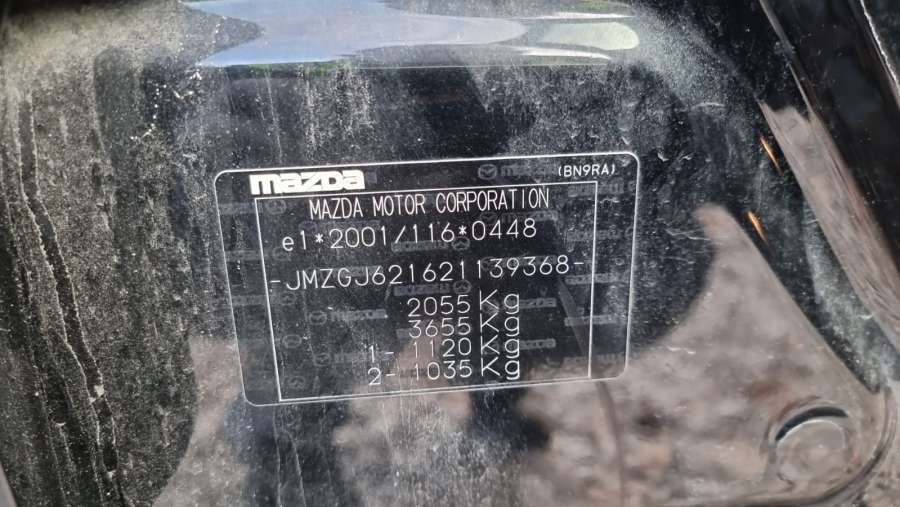 mazda (BN9RA)
MAZDA MOTOR CORPORATION
e1*2001/116*0448
-JMZGJ621621139368-
2055 Kg
3655 Kg
1- 1120 Kg
2- 1035 Kg